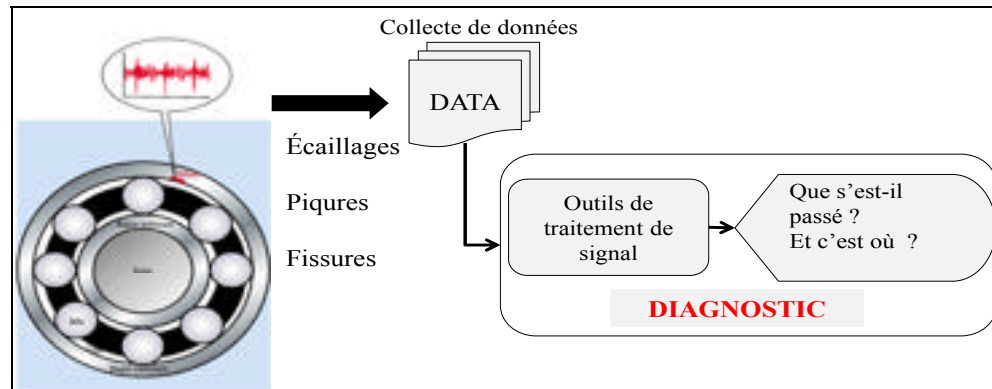 Collecte de données
DATA
Écaillages
Piqures
Fissures
Outils de
traitement de
signal
Que s’est-il
passé ?
Et c’est où ?
DIAGNOSTIC